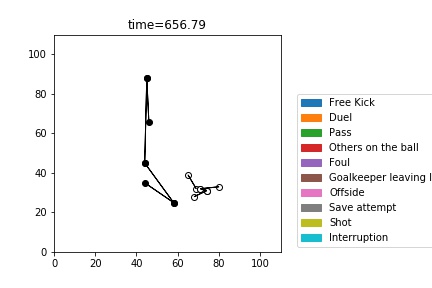 time=656.79
100
80
60
40
20
0
0 20 40 60 80 100
Free Kick
Duel
Pass
Others on the ball
Foul
Goalkeeper leaving l
Offside
Save attempt
Shot
Interruption